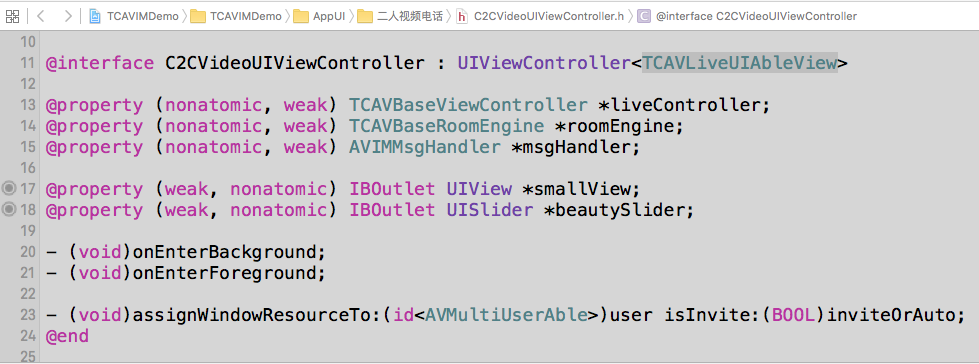 TCAVIMDemo TCAVIMDemo AppUI 二人视频电话 h C2CVideoUIViewController.h C @interface C2CVideoUIViewController
10
11 @interface C2CVideoUIViewController : UIViewController<TCAVLiveUIAbleView>
12
13 @property (nonatomic, weak) TCAVBaseViewController *liveController;
14 @property (nonatomic, weak) TCAVBaseRoomEngine *roomEngine;
15 @property (nonatomic, weak) AVIMMsgHandler *msgHandler;
16
17 @property (weak, nonatomic) IBOutlet UIView *smallView;
18 @property (weak, nonatomic) IBOutlet UISlider *beautySlider;
19
20 - (void)onEnterBackground;
21 - (void)onEnterForeground;
22
23 - (void)assignWindowResourceTo:(id<AVMultiUserAble>)user isInvite:(BOOL)inviteOrAuto;
24 @end
25